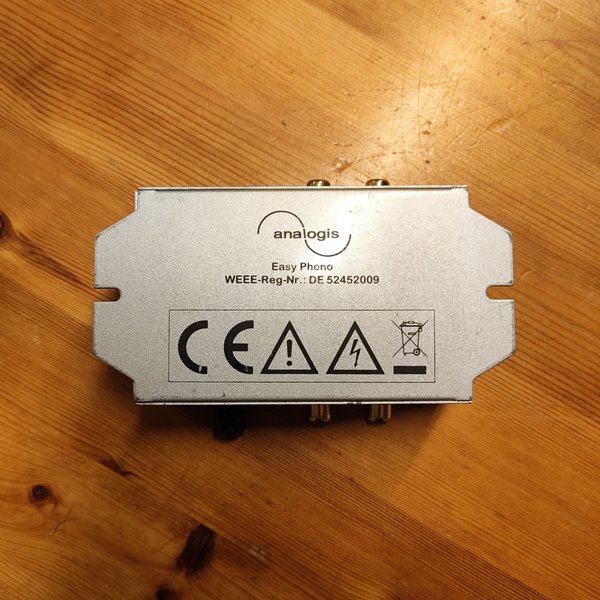 analogis
Easy Phono
WEEE-Reg-Nr.: DE 52452009
CE